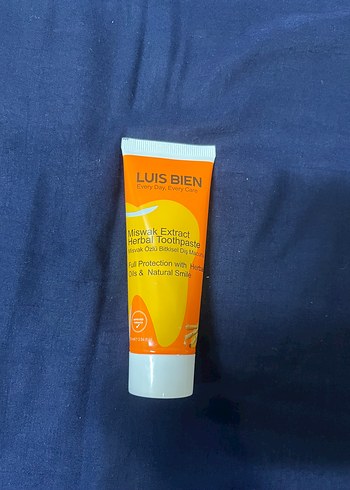 LUIS BIEN
Every Day, Every Care
Miswak Extract
Herbal Toothpaste
Misvak Özlü Bitkisel Diş
Full Protection with
Oils & Natural Smile